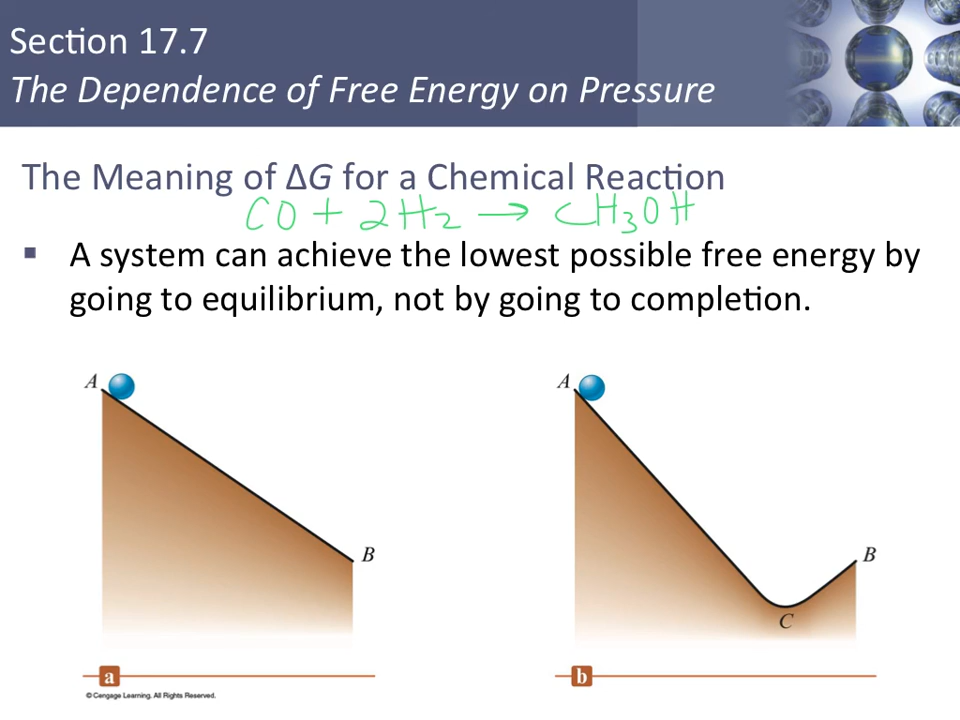 Section 17.7
The Dependence of Free Energy on Pressure
The Meaning of ΔG for a Chemical Reaction
CO + 2H₂ → CH₃OH
▪ A system can achieve the lowest possible free energy by
going to equilibrium, not by going to completion.
A
B
a
© Cengage Learning. All Rights Reserved.
A
B
C
b